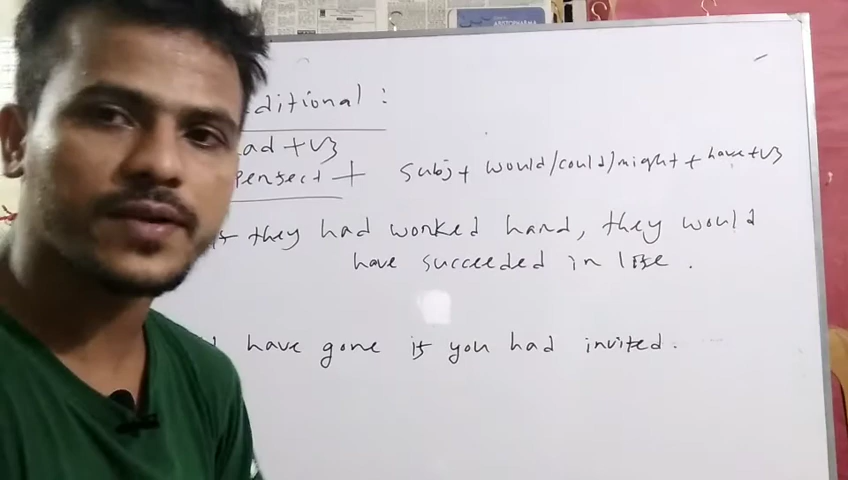 ditional :
ad + V3
perfect + Subj + would/could/might + have + V3
if they had worked hard, they would
have succeeded in life .
have gone if you had invited.